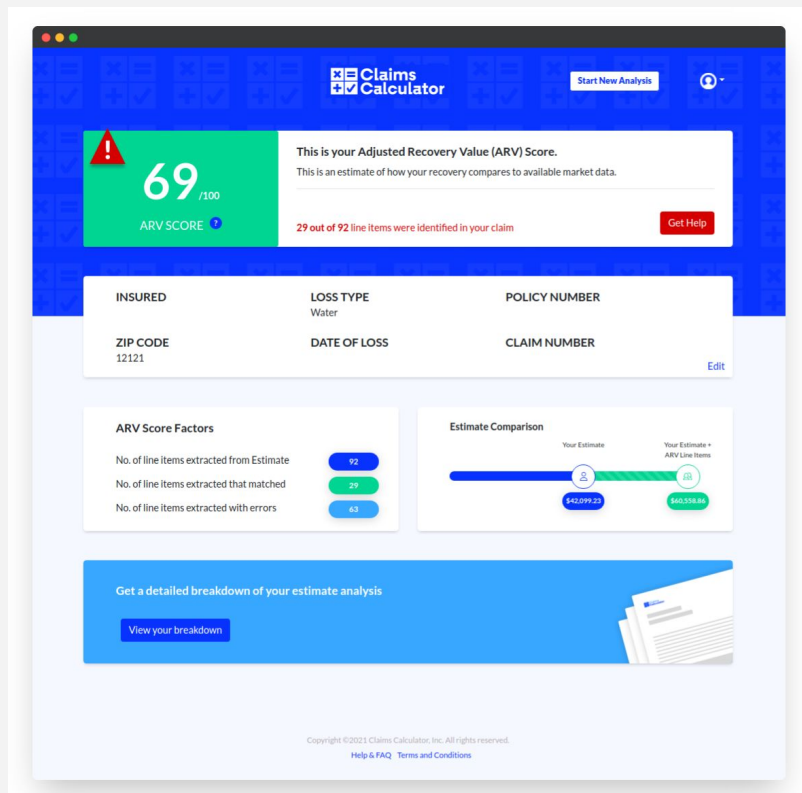 Claims
Calculator
Start New Analysis
69/100
ARV SCORE ?
This is your Adjusted Recovery Value (ARV) Score.
This is an estimate of how your recovery compares to available market data.
29 out of 92 line items were identified in your claim
Get Help
INSURED
LOSS TYPE
Water
POLICY NUMBER
ZIP CODE
12121
DATE OF LOSS
CLAIM NUMBER
Edit
ARV Score Factors
No. of line items extracted from Estimate 92
No. of line items extracted that matched 29
No. of line items extracted with errors 63
Estimate Comparison
Your Estimate
Your Estimate +
ARV Line Items
$42,099.23
$60,558.86
Get a detailed breakdown of your estimate analysis
View your breakdown
Calculator
Copyright ©2021 Claims Calculator, Inc. All rights reserved.
Help & FAQ Terms and Conditions